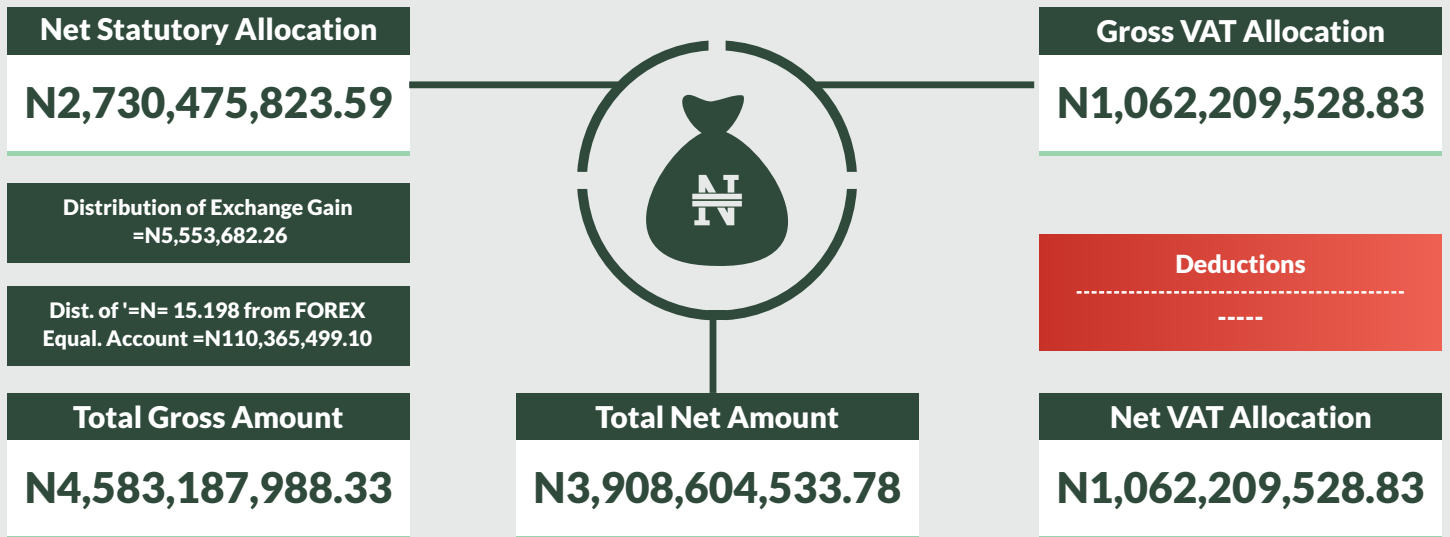 Net Statutory Allocation
N2,730,475,823.59
Distribution of Exchange Gain
=N5,553,682.26
Dist. of '=N= 15.198 from FOREX
Equal. Account =N110,365,499.10
Total Gross Amount
N4,583,187,988.33
₦
Total Net Amount
N3,908,604,533.78
Gross VAT Allocation
N1,062,209,528.83
Deductions
--------------------------------------------
-----
Net VAT Allocation
N1,062,209,528.83